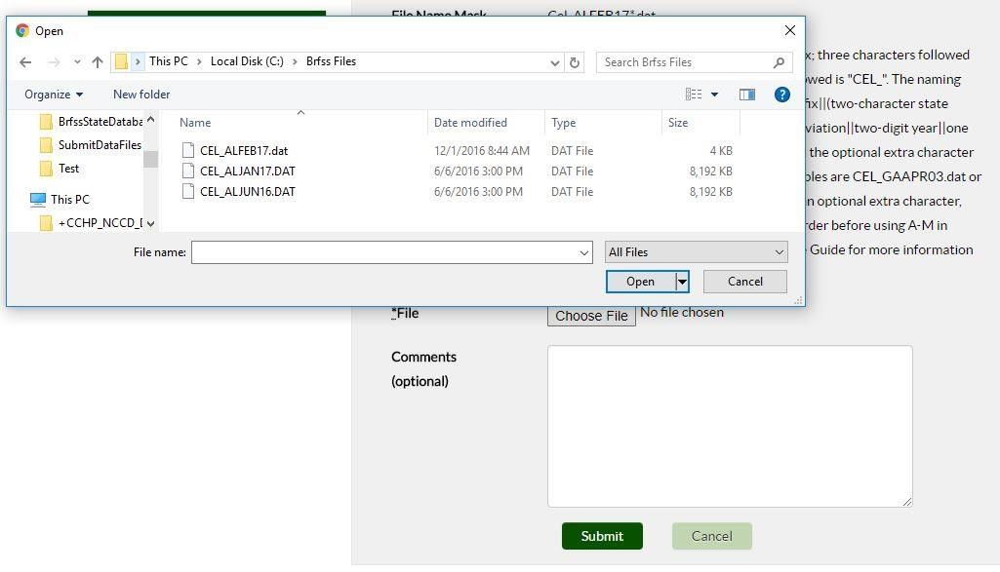 File Name Mask Cel_ALFEB17*.dat
Open
This PC > Local Disk (C:) > Brfss Files
Search Brfss Files
Organize New folder
BrfssStateDataba
SubmitDataFiles
Test
This PC
+CCHP_NCCD_D
Name Date modified Type Size
CEL_ALFEB17.dat 12/1/2016 8:44 AM DAT File 4 KB
CEL_ALJAN17.DAT 6/6/2016 3:00 PM DAT File 8,192 KB
CEL_ALJUN16.DAT 6/6/2016 3:00 PM DAT File 8,192 KB
File name:
All Files
Open Cancel
x; three characters followed
owed is "CEL_". The naming
fix||(two-character state
viation||two-digit year||one
the optional extra character
ples are CEL_GAAPR03.dat or
n optional extra character,
rder before using A-M in
Guide for more information
*File
Choose File No file chosen
Comments
(optional)
Submit Cancel